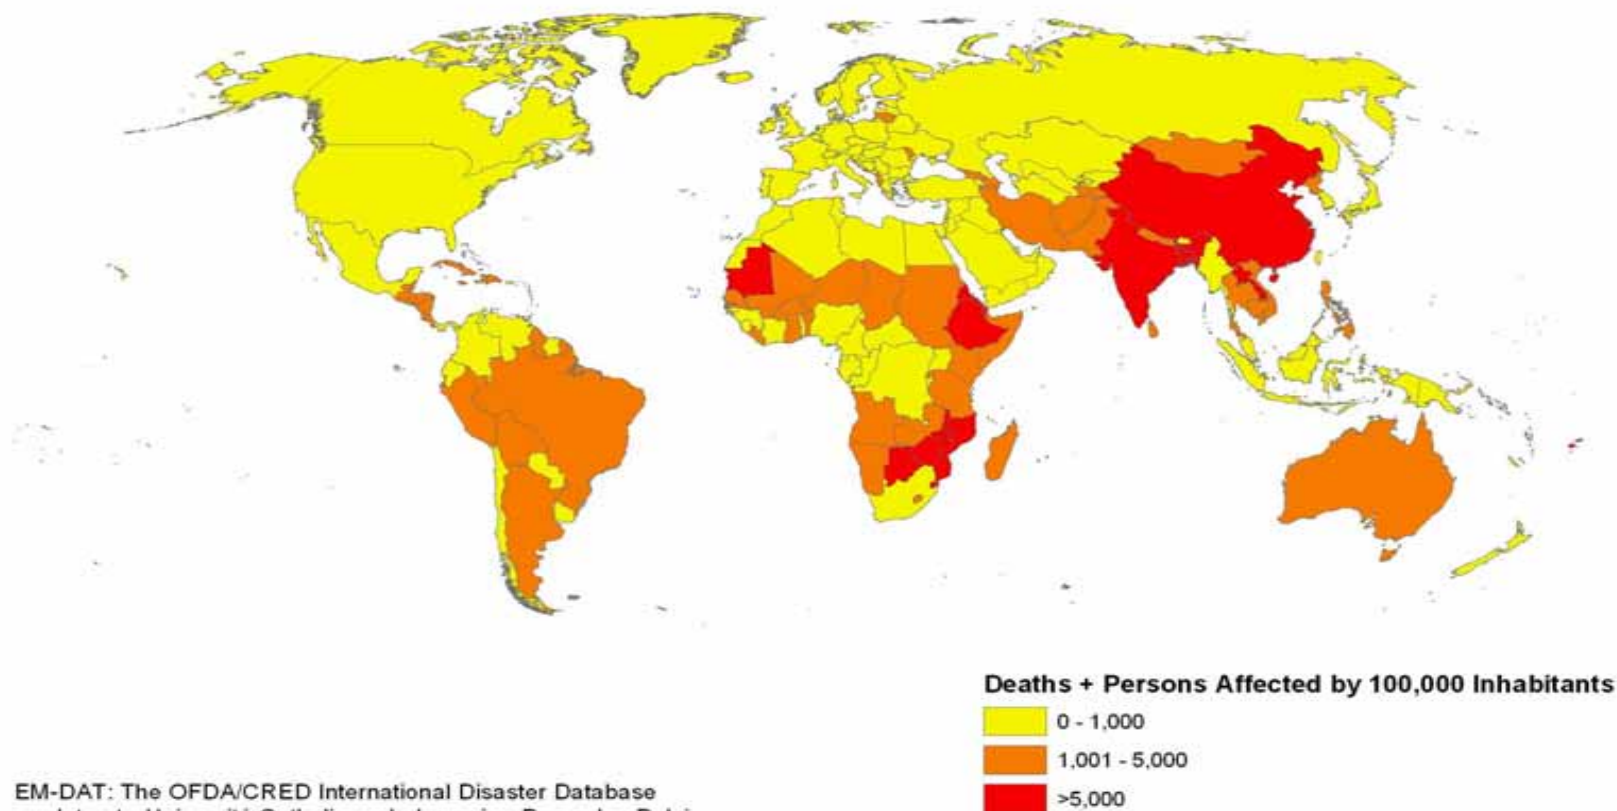 Deaths + Persons Affected by 100,000 Inhabitants
0 - 1,000
1,001 - 5,000
>5,000
EM-DAT: The OFDA/CRED International Disaster Database